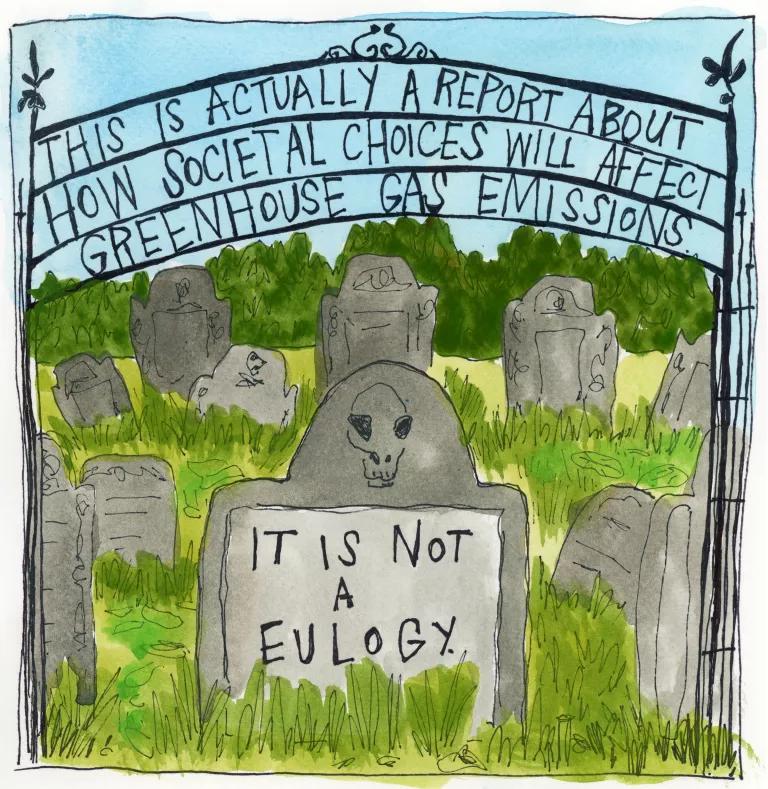 THIS IS ACTUALLY A REPORT ABOUT
HOW SOCIETAL CHOICES WILL AFFECT
GREENHOUSE GAS EMISSIONS.
IT IS NOT
A
EULOGY.